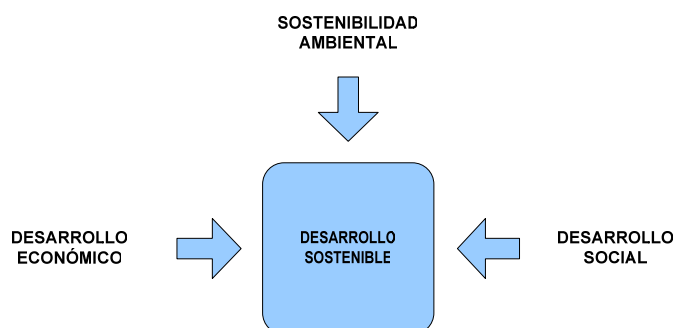 SOSTENIBILIDAD
AMBIENTAL
DESARROLLO
ECONÓMICO
DESARROLLO
SOSTENIBLE
DESARROLLO
SOCIAL